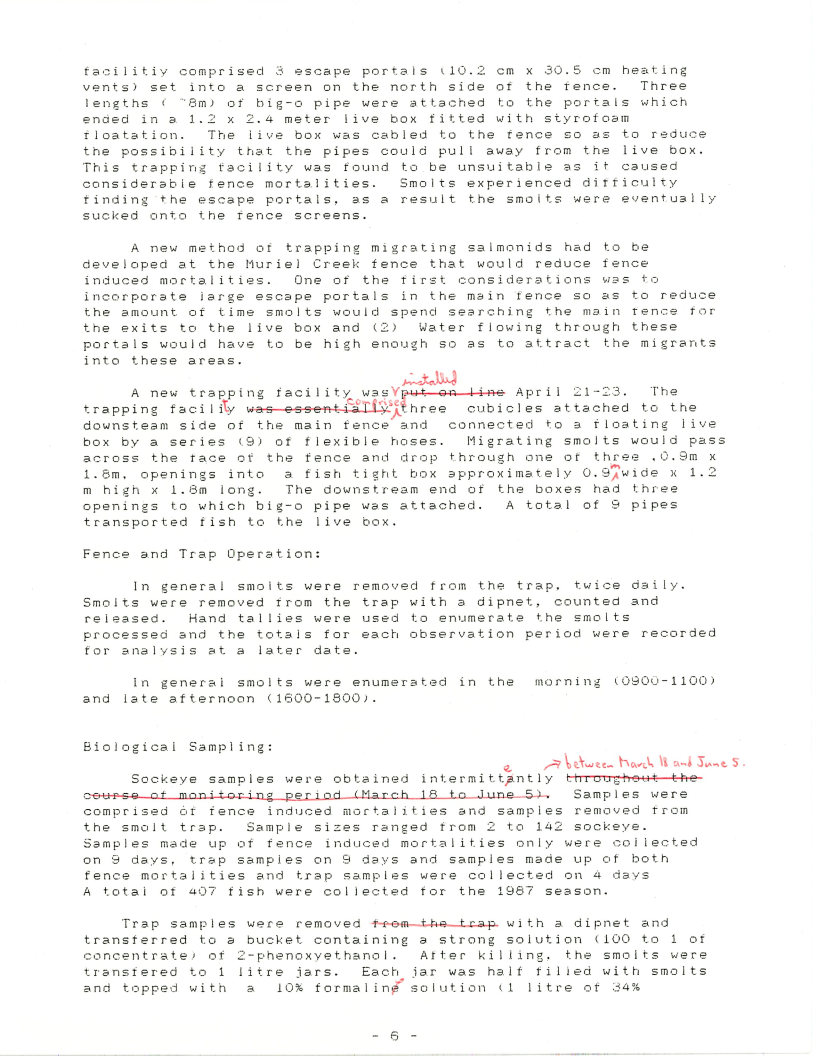 facilitiy comprised 3 escape portals (10.2 cm x 30.5 cm heating
vents) set into a screen on the north side of the fence. Three
lengths ( ~8m) of big-o pipe were attached to the portals which
ended in a 1.2 x 2.4 meter live box fitted with styrofoam
floatation. The live box was cabled to the fence so as to reduce
the possibility that the pipes could pull away from the live box.
This trapping facility was found to be unsuitable as it caused
considerable fence mortalities. Smolts experienced difficulty
finding the escape portals, as a result the smolts were eventually
sucked onto the fence screens.
A new method of trapping migrating salmonids had to be
developed at the Muriel Creek fence that would reduce fence
induced mortalities. One of the first considerations was to
incorporate large escape portals in the main fence so as to reduce
the amount of time smolts would spend searching the main fence for
the exits to the live box and (2) Water flowing through these
portals would have to be high enough so as to attract the migrants
into these areas.
installed
A new trapping facility was put on line April 21-23. The
comprised
trapping facility was essentially three cubicles attached to the
downsteam side of the main fence and connected to a floating live
box by a series (9) of flexible hoses. Migrating smolts would pass
across the face of the fence and drop through one of three ,0.9m x
m
1.8m, openings into a fish tight box approximately 0.9 wide x 1.2
m high x 1.8m long. The downstream end of the boxes had three
openings to which big-o pipe was attached. A total of 9 pipes
transported fish to the live box.
Fence and Trap Operation:
In general smolts were removed from the trap, twice daily.
Smolts were removed from the trap with a dipnet, counted and
released. Hand tallies were used to enumerate the smolts
processed and the totals for each observation period were recorded
for analysis at a later date.
In general smolts were enumerated in the morning (0900-1100)
and late afternoon (1600-1800).
Biological Sampling:
e between March 18 and June 5.
Sockeye samples were obtained intermittantly throughout the
course of monitoring period (March 18 to June 5). Samples were
comprised of fence induced mortalities and samples removed from
the smolt trap. Sample sizes ranged from 2 to 142 sockeye.
Samples made up of fence induced mortalities only were collected
on 9 days, trap samples on 9 days and samples made up of both
fence mortalities and trap samples were collected on 4 days
A total of 407 fish were collected for the 1987 season.
Trap samples were removed from the trap with a dipnet and
transferred to a bucket containing a strong solution (100 to 1 of
concentrate) of 2-phenoxyethanol. After killing, the smolts were
transfered to 1 litre jars. Each jar was half filled with smolts
and topped with a 10% formaline solution (1 litre of 34%
- 6 -